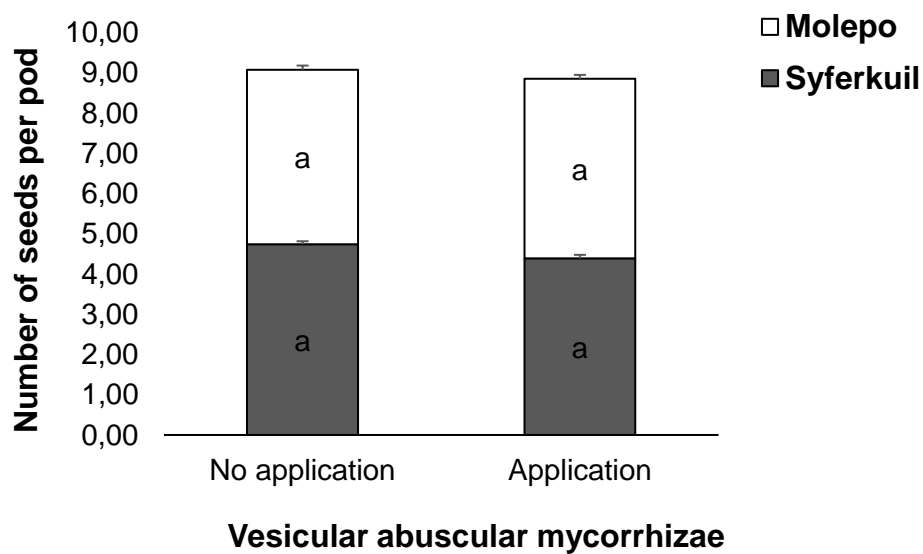 Number of seeds per pod
10,00
9,00
8,00
7,00
6,00
5,00
4,00
3,00
2,00
1,00
0,00
a
a
a
a
No application
Application
Vesicular abuscular mycorrhizae
Molepo
Syferkuil